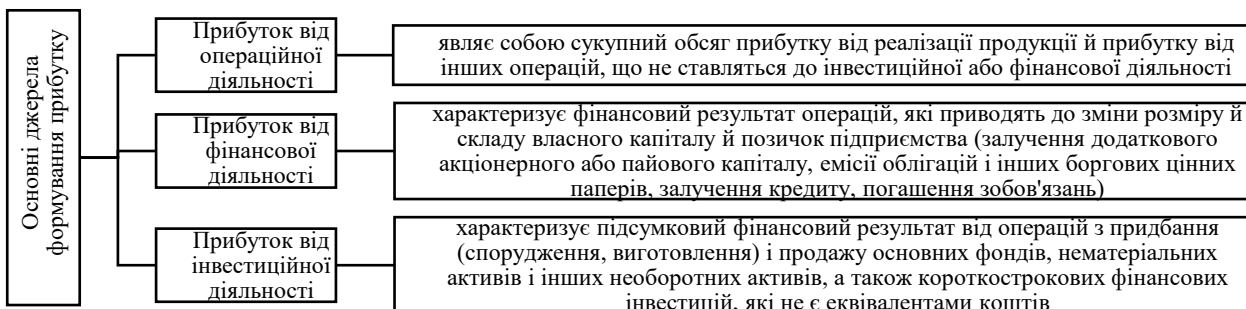 Основні джерела
формування прибутку
Прибуток від
операційної
діяльності
являє собою сукупний обсяг прибутку від реалізації продукції й прибутку від
інших операцій, що не ставляться до інвестиційної або фінансової діяльності
Прибуток від
фінансової
діяльності
характеризує фінансовий результат операцій, які приводять до зміни розміру й
складу власного капіталу й позичок підприємства (залучення додаткового
акціонерного або пайового капіталу, емісії облігацій і інших боргових цінних
паперів, залучення кредиту, погашення зобов'язань)
Прибуток від
інвестиційної
діяльності
характеризує підсумковий фінансовий результат від операцій з придбання
(спорудження, виготовлення) і продажу основних фондів, нематеріальних
активів і інших необоротних активів, а також короткострокових фінансових
інвестицій, які не є еквівалентами коштів